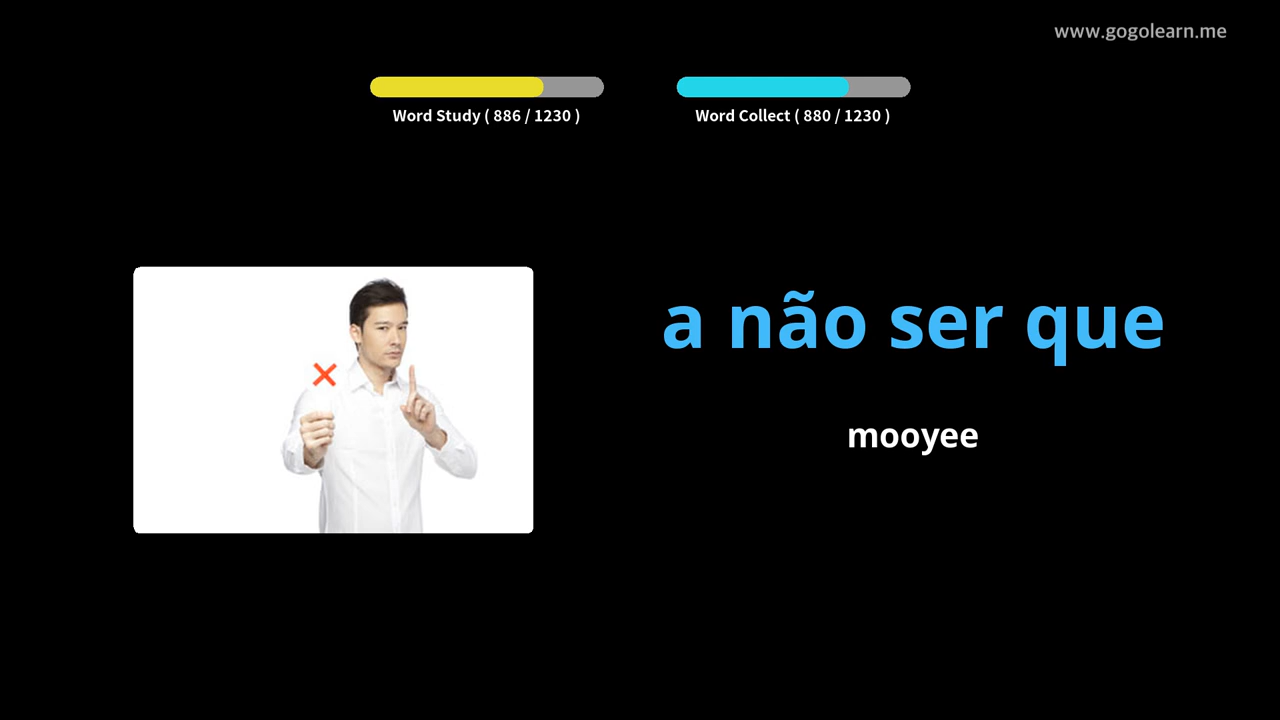 www.gogolearn.me
Word Study ( 886 / 1230 )
Word Collect ( 880 / 1230 )
a não ser que
mooyee